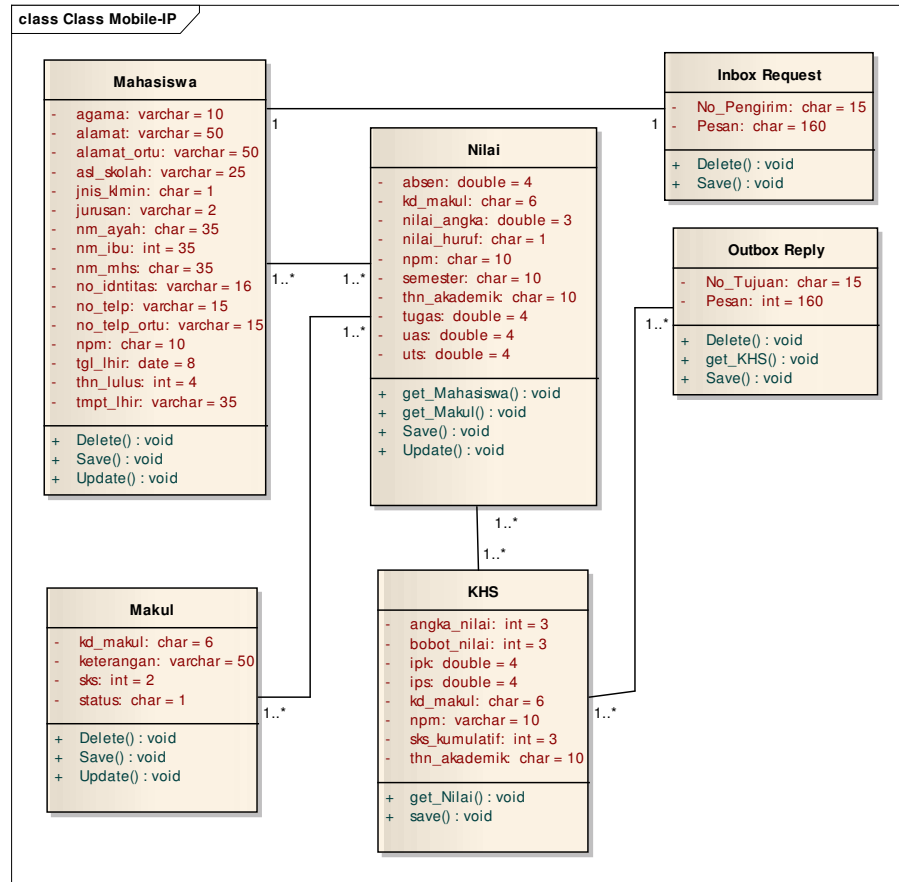 class Class Mobile-IP
Mahasiswa
- agama: varchar = 10
- alamat: varchar = 50
- alamat_ortu: varchar = 50
- asl_skolah: varchar = 25
- jnis_klmin: char = 1
- jurusan: varchar = 2
- nm_ayah: char = 35
- nm_ibu: int = 35
- nm_mhs: char = 35
- no_idntitas: varchar = 16
- no_telp: varchar = 15
- no_telp_ortu: varchar = 15
- npm: char = 10
- tgl_lhir: date = 8
- thn_lulus: int = 4
- tmpt_lhir: varchar = 35
+ Delete() : void
+ Save() : void
+ Update() : void
1
1
Inbox Request
- No_Pengirim: char = 15
- Pesan: char = 160
+ Delete() : void
+ Save() : void
Nilai
- absen: double = 4
- kd_makul: char = 6
- nilai_angka: double = 3
- nilai_huruf: char = 1
- npm: char = 10
- semester: char = 10
- thn_akademik: char = 10
- tugas: double = 4
- uas: double = 4
- uts: double = 4
+ get_Mahasiswa() : void
+ get_Makul() : void
+ Save() : void
+ Update() : void
1..*
1..*
1..*
Outbox Reply
- No_Tujuan: char = 15
- Pesan: int = 160
+ Delete() : void
+ get_KHS() : void
+ Save() : void
1..*
1..*
1..*
Makul
- kd_makul: char = 6
- keterangan: varchar = 50
- sks: int = 2
- status: char = 1
+ Delete() : void
+ Save() : void
+ Update() : void
1..*
KHS
- angka_nilai: int = 3
- bobot_nilai: int = 3
- ipk: double = 4
- ips: double = 4
- kd_makul: char = 6
- npm: varchar = 10
- sks_kumulatif: int = 3
- thn_akademik: char = 10
+ get_Nilai() : void
+ save() : void
1..*